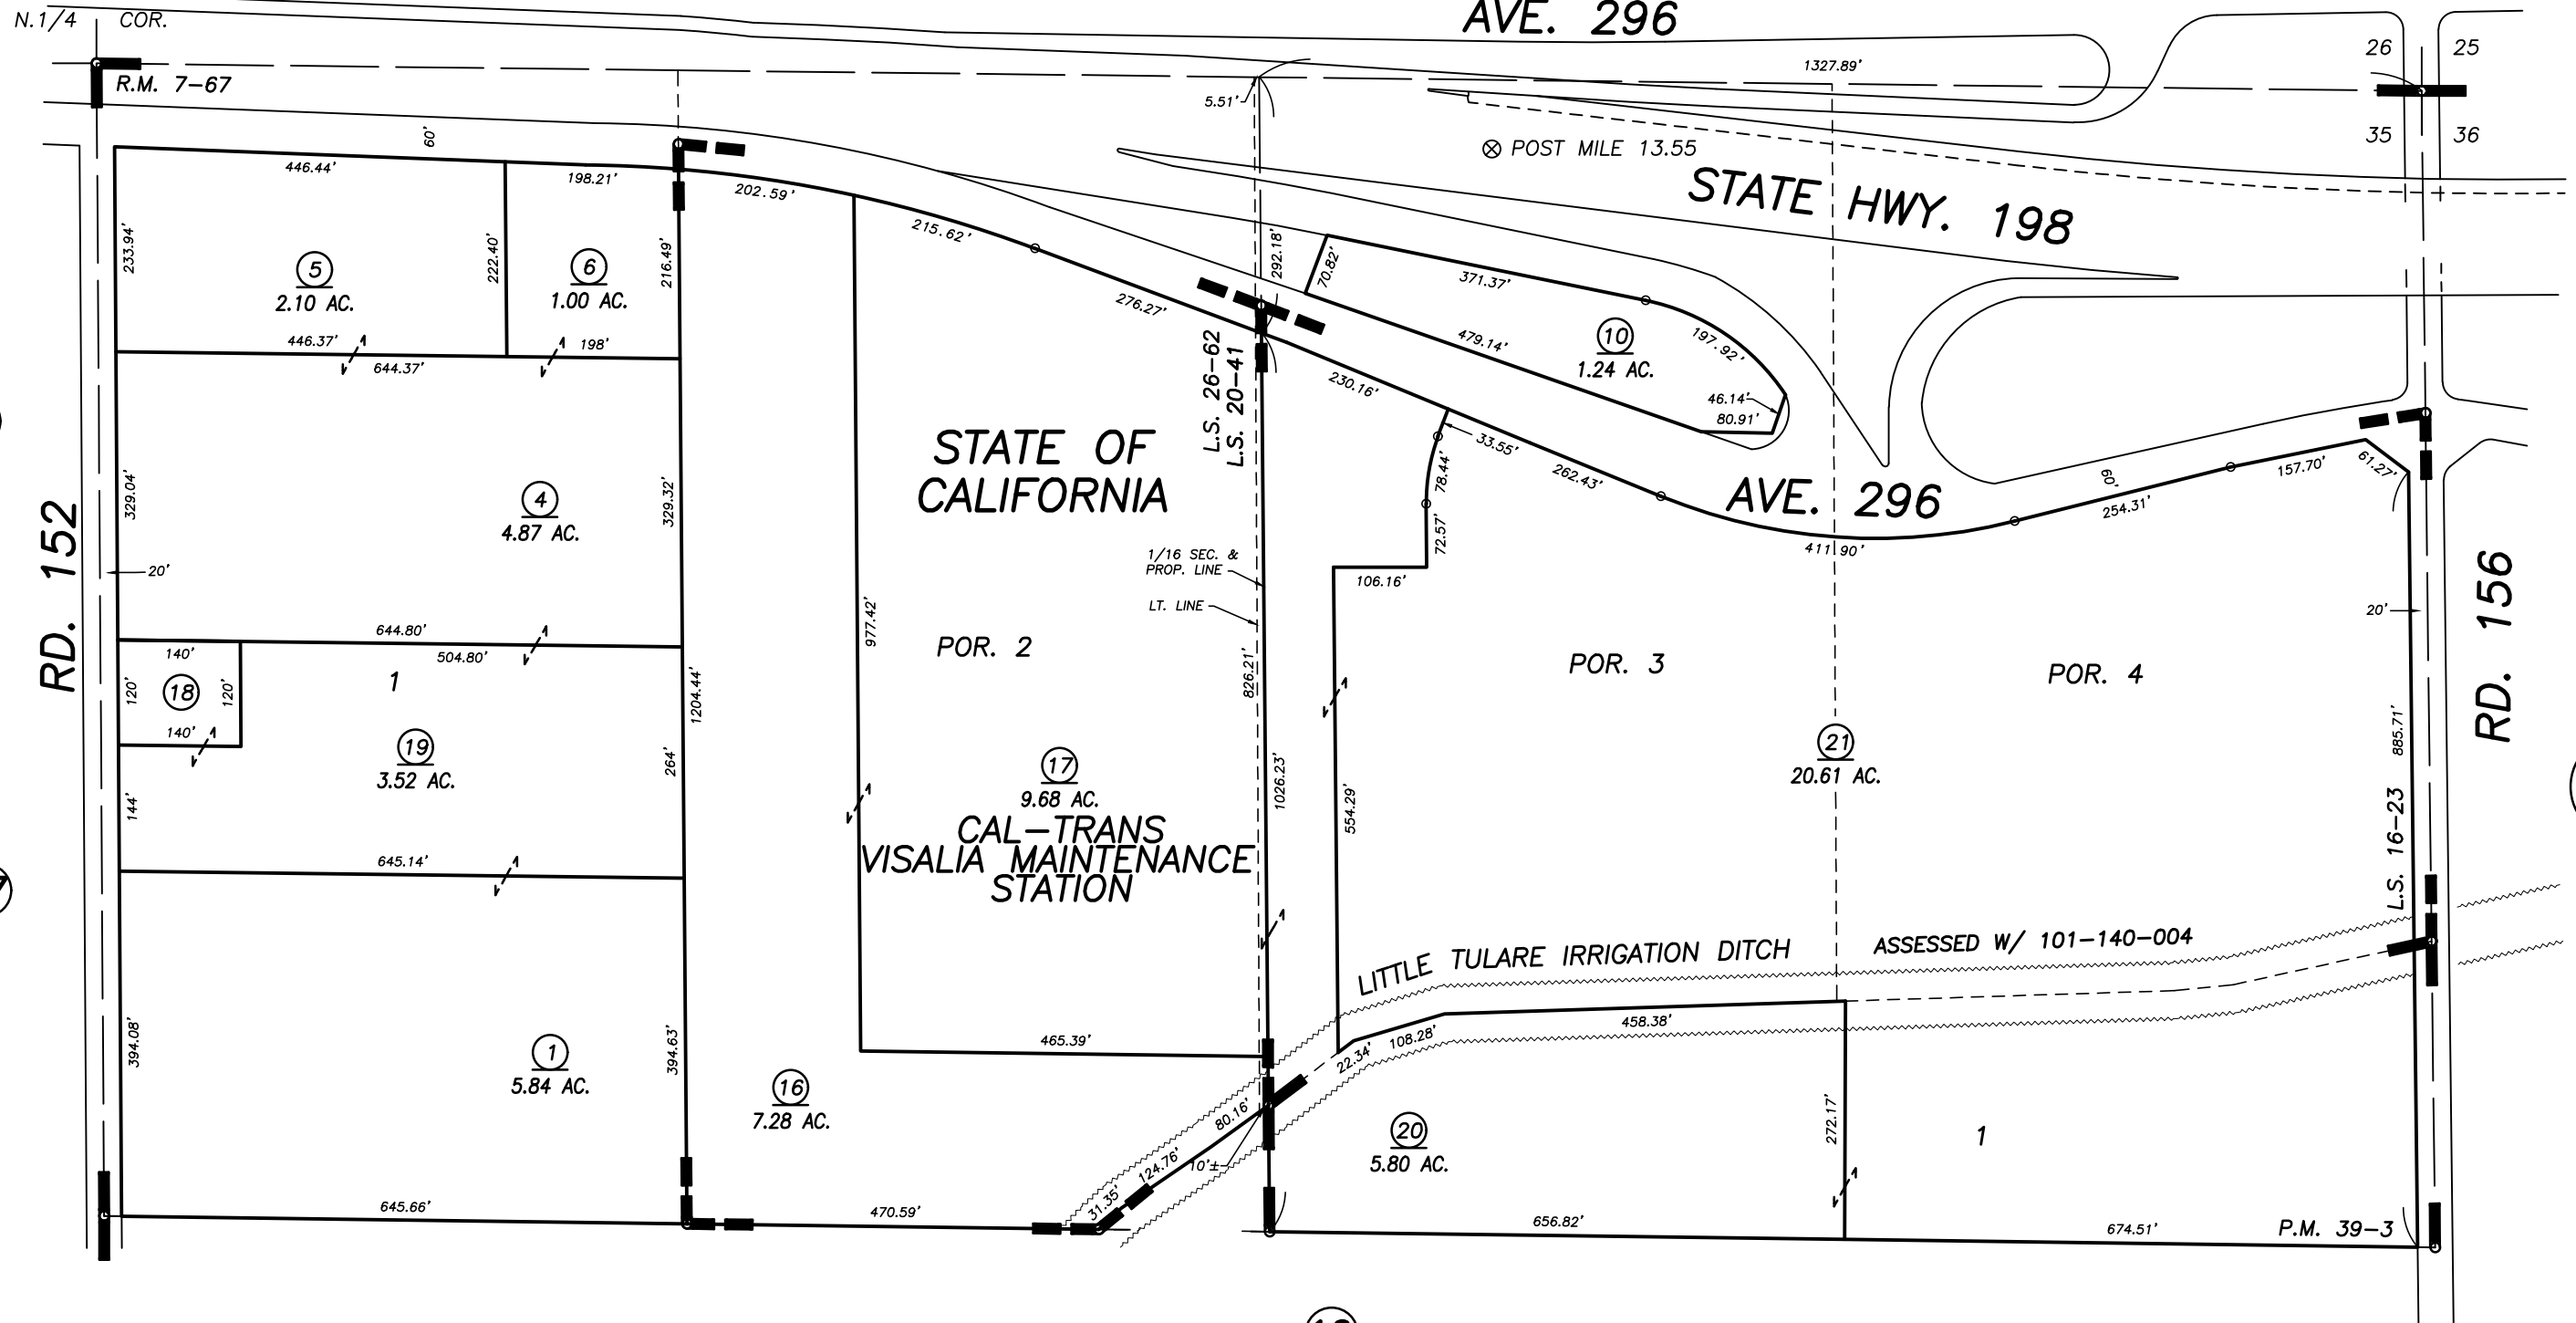 N.1/4 COR.
AVE. 296
26 25
1327.89'
R.M. 7-67
5.51'
35 36
60'
⊗ POST MILE 13.55
446.44'
198.21'
202.59'
STATE HWY. 198
215.62'
233.94'
222.40'
216.49'
292.18'
70.82'
371.37'
5
2.10 AC.
6
1.00 AC.
276.27'
479.14'
10
1.24 AC.
197.92'
446.37'
198'
644.37'
L.S. 26-62
L.S. 20-41
230.16'
46.14'
80.91'
STATE OF
CALIFORNIA
33.55'
78.44'
262.43'
AVE. 296
157.70'
61.27'
60'
254.31'
329.04'
4
4.87 AC.
329.32'
72.57'
411.90'
RD. 152
20'
1/16 SEC. &
PROP. LINE
LT. LINE
106.16'
20'
RD. 156
977.42'
644.80'
504.80'
140'
POR. 2
POR. 3
POR. 4
120'
18
120'
1
1204.44'
826.21'
140'
19
3.52 AC.
264'
17
9.68 AC.
1026.23'
21
20.61 AC.
885.71'
144'
554.29'
CAL-TRANS
VISALIA MAINTENANCE
STATION
645.14'
L.S. 16-23
LITTLE TULARE IRRIGATION DITCH
ASSESSED W/ 101-140-004
394.08'
1
5.84 AC.
394.63'
465.39'
22.34'
108.28'
458.38'
16
7.28 AC.
80.16'
124.76'
10'±
31.35'
20
5.80 AC.
272.17'
1
645.66'
470.59'
656.82'
674.51'
P.M. 39-3